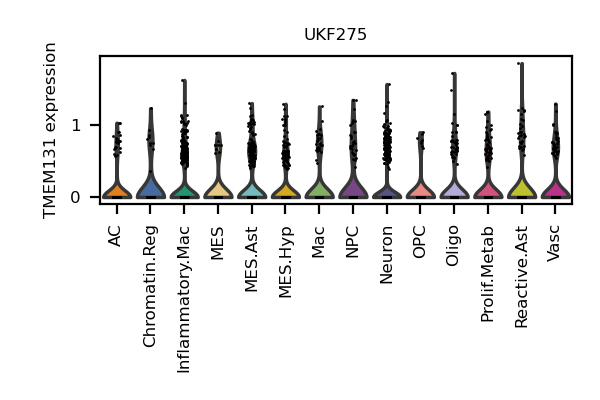 UKF275
TMEM131 expression
1
0
AC
Chromatin.Reg
Inflammatory.Mac
MES
MES.Ast
MES.Hyp
Mac
NPC
Neuron
OPC
Oligo
Prolif.Metab
Reactive.Ast
Vasc